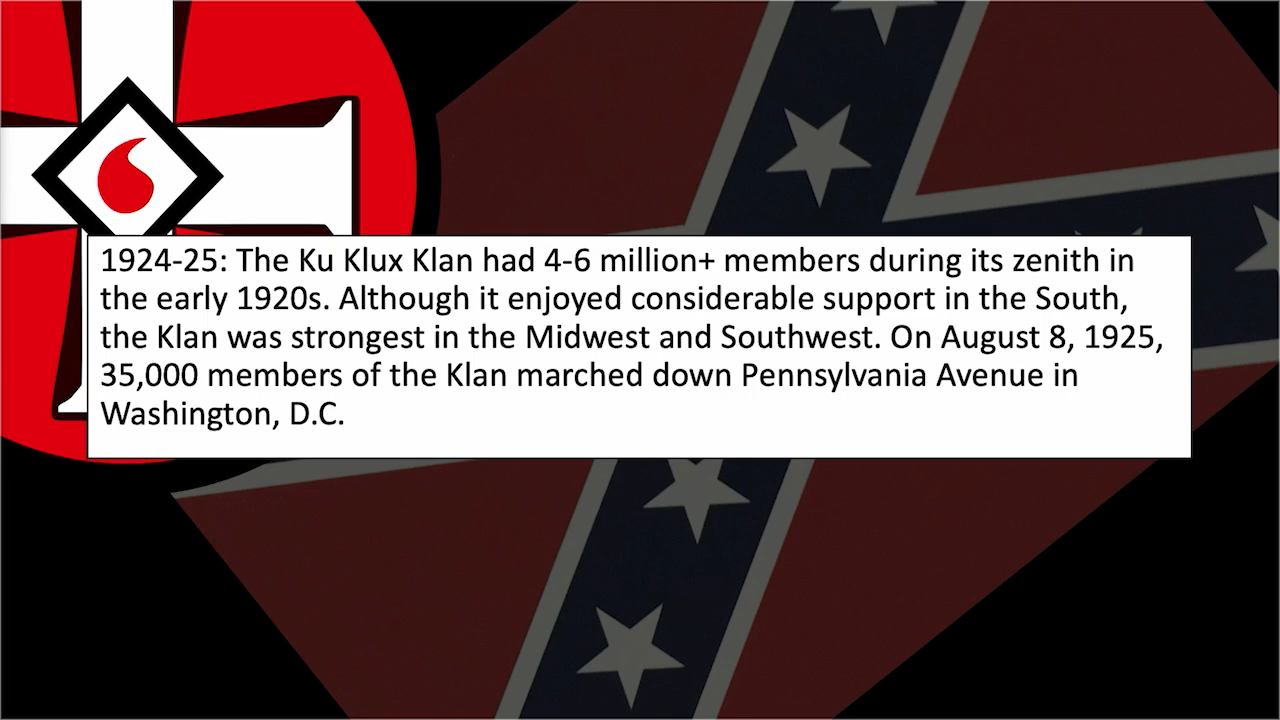 1924-25: The Ku Klux Klan had 4-6 million+ members during its zenith in
the early 1920s. Although it enjoyed considerable support in the South,
the Klan was strongest in the Midwest and Southwest. On August 8, 1925,
35,000 members of the Klan marched down Pennsylvania Avenue in
Washington, D.C.